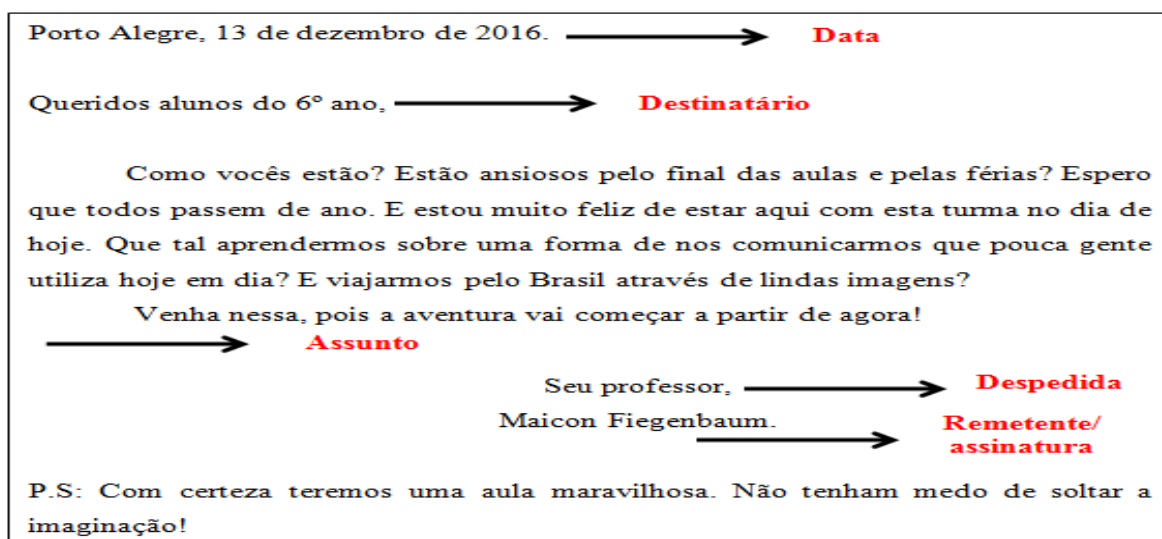 Porto Alegre, 13 de dezembro de 2016. Data
Queridos alunos do 6º ano, Destinatário
Como vocês estão? Estão ansiosos pelo final das aulas e pelas férias? Espero
que todos passem de ano. E estou muito feliz de estar aqui com esta turma no dia de
hoje. Que tal aprendermos sobre uma forma de nos comunicarmos que pouca gente
utiliza hoje em dia? E viajarmos pelo Brasil através de lindas imagens?
Venha nessa, pois a aventura vai começar a partir de agora!
Assunto
Seu professor, Despedida
Maicon Fiegenbaum. Remetente/
assinatura
P.S: Com certeza teremos uma aula maravilhosa. Não tenham medo de soltar a
imaginação!